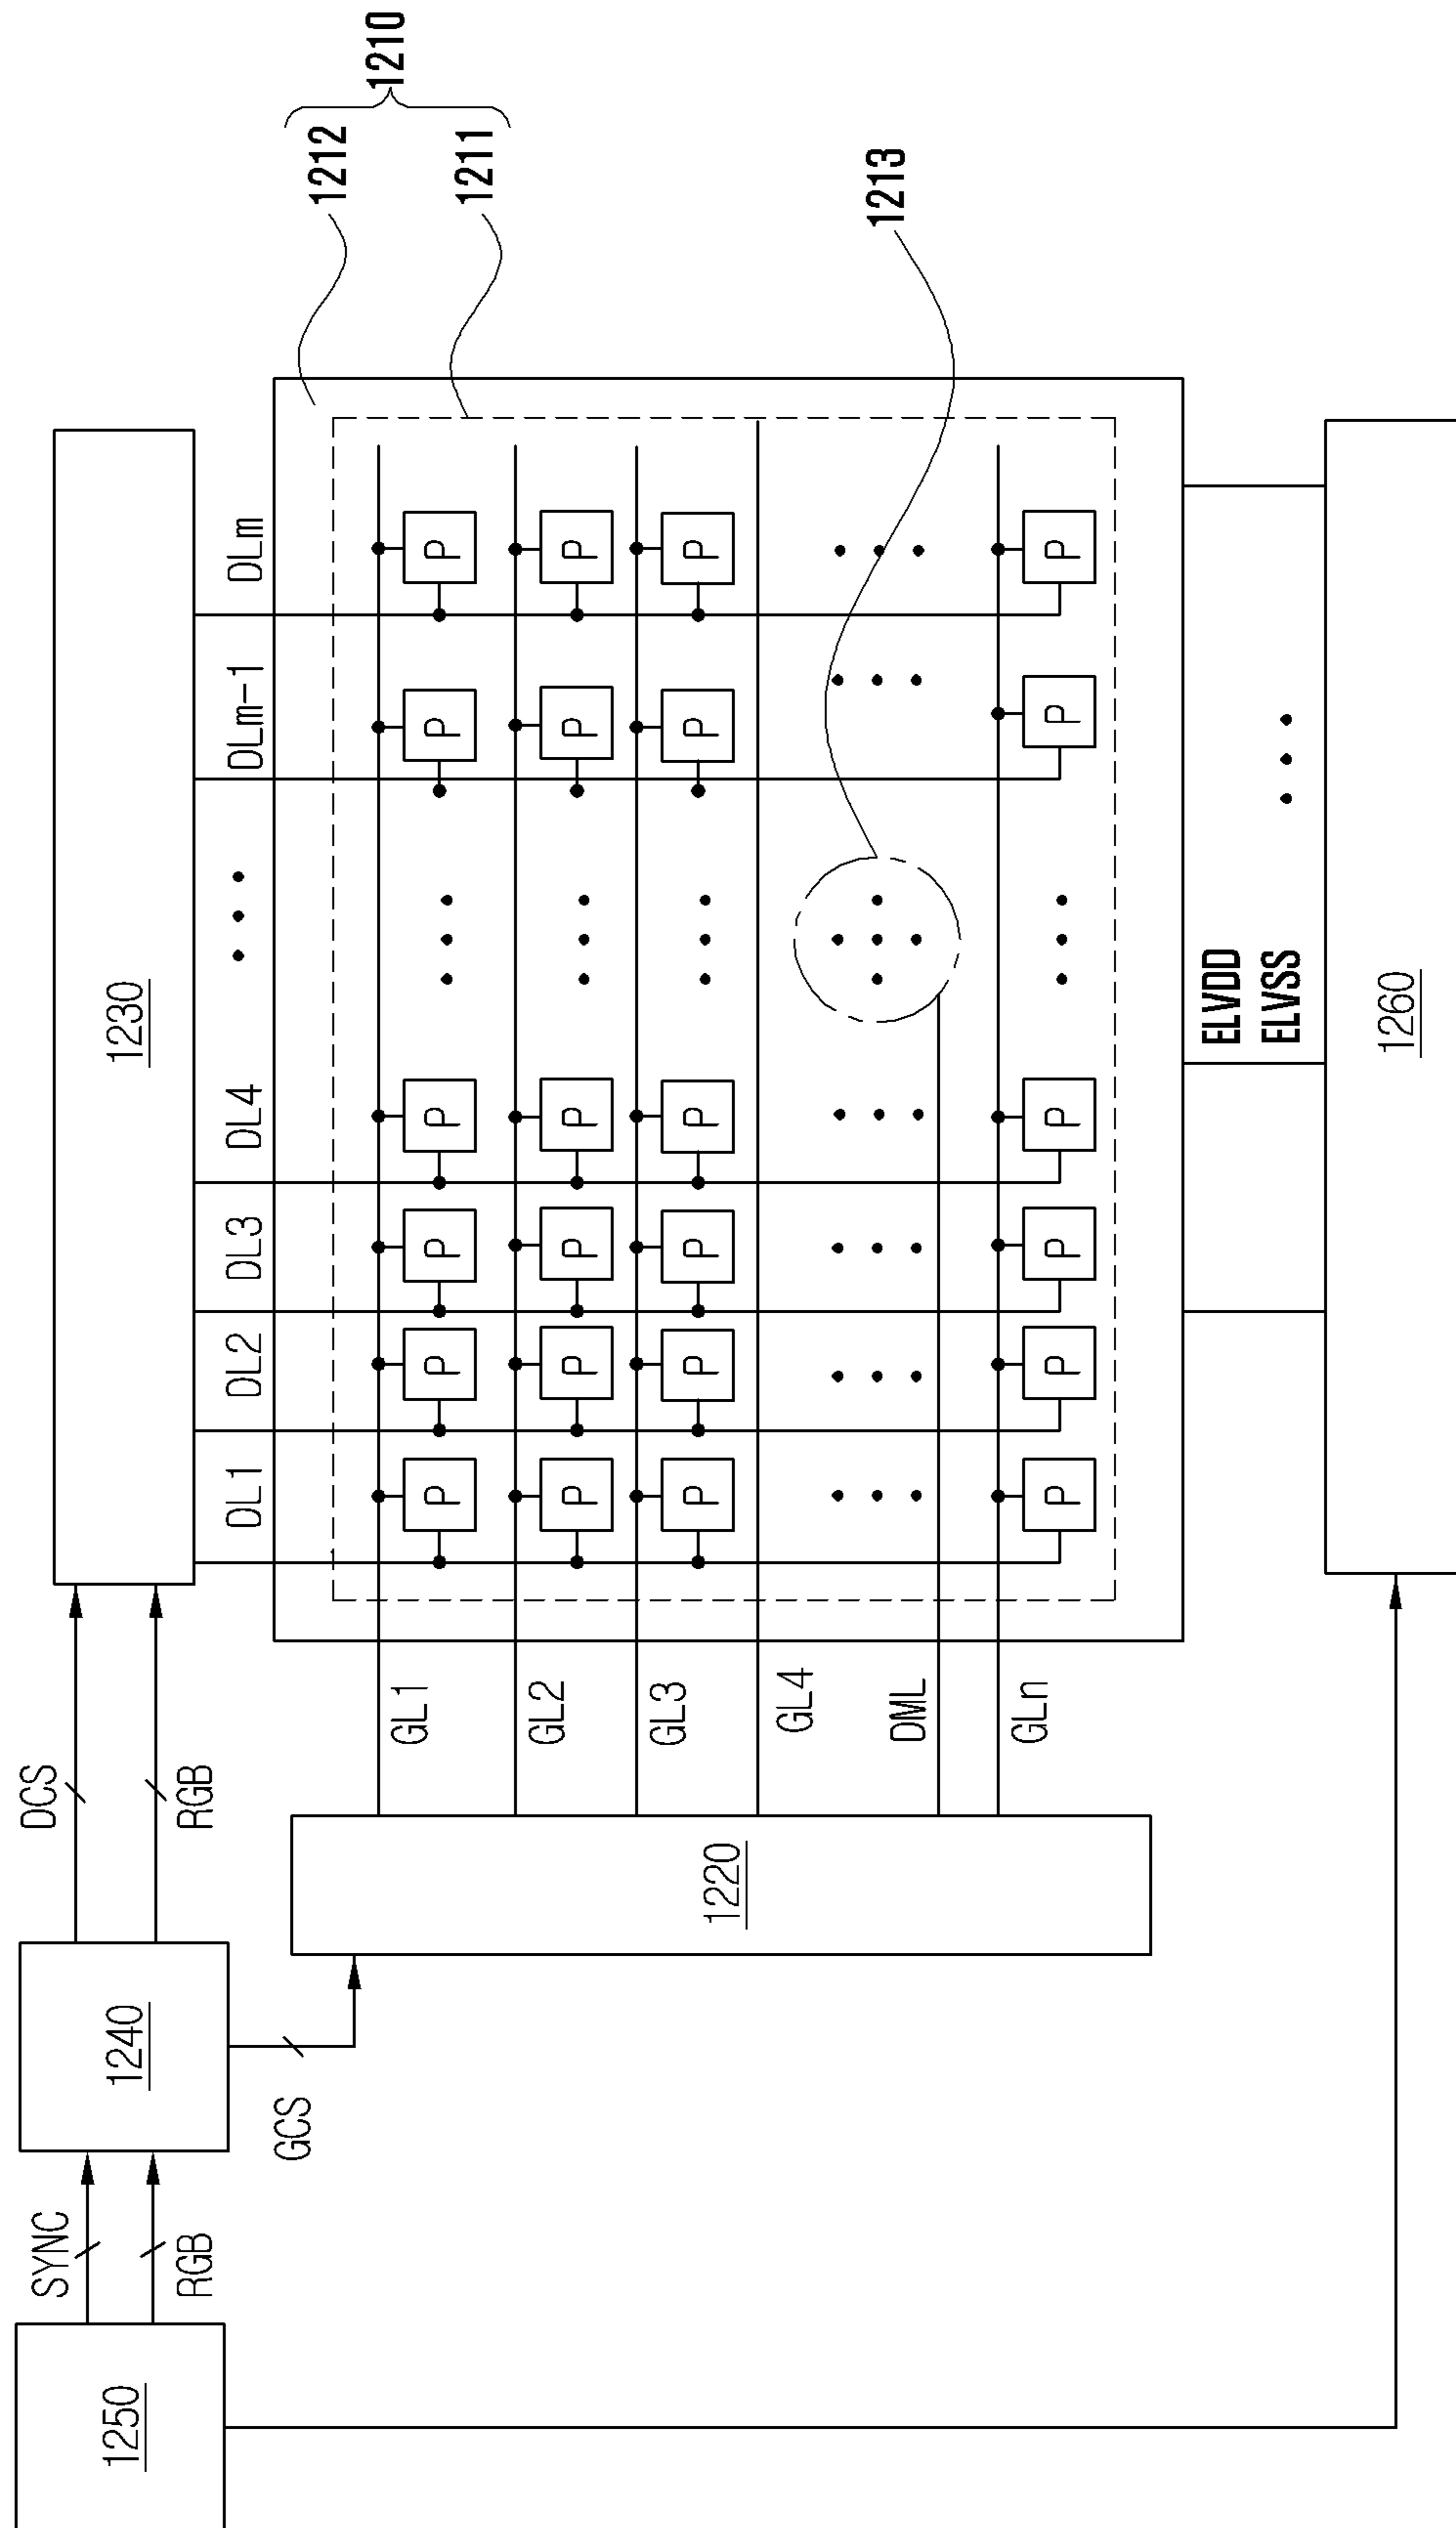 1210
1212
1211
1213
1230
DL1 DL2 DL3 DL4 DLm-1 DLm
DCS
RGB
SYNC
RGB
1250
1240
GCS
1220
GL1
P P P P P P
GL2
P P P P P P
GL3
P P P P P P
GL4
DML
GLn
P P P P P P
ELVDD
ELVSS
1260